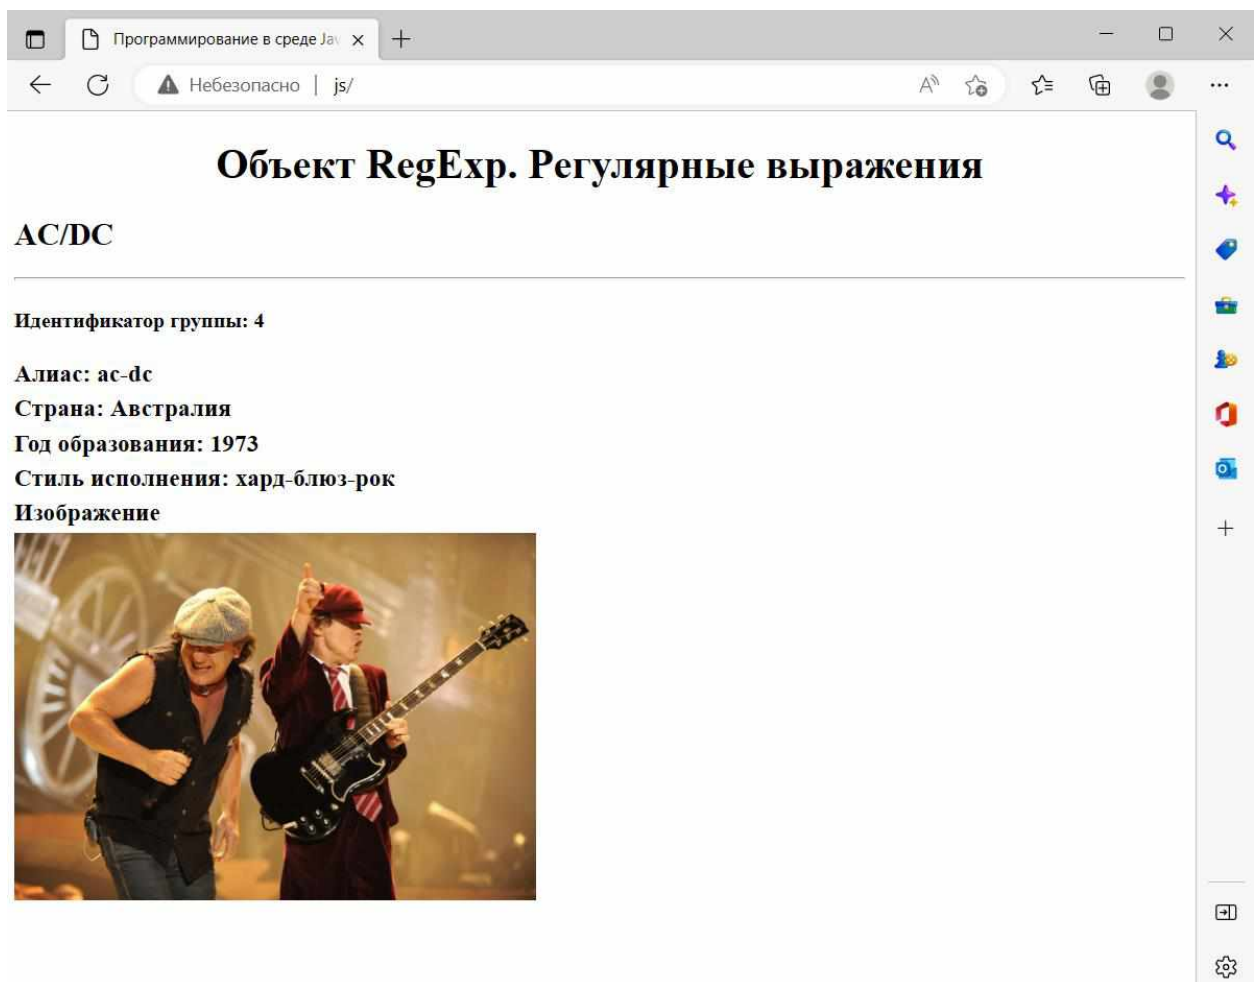 Программирование в среде Jav
Небезопасно | js/
Объект RegExp. Регулярные выражения
AC/DC
Идентификатор группы: 4
Алиас: ac-dc
Страна: Австралия
Год образования: 1973
Стиль исполнения: хард-блюз-рок
Изображение